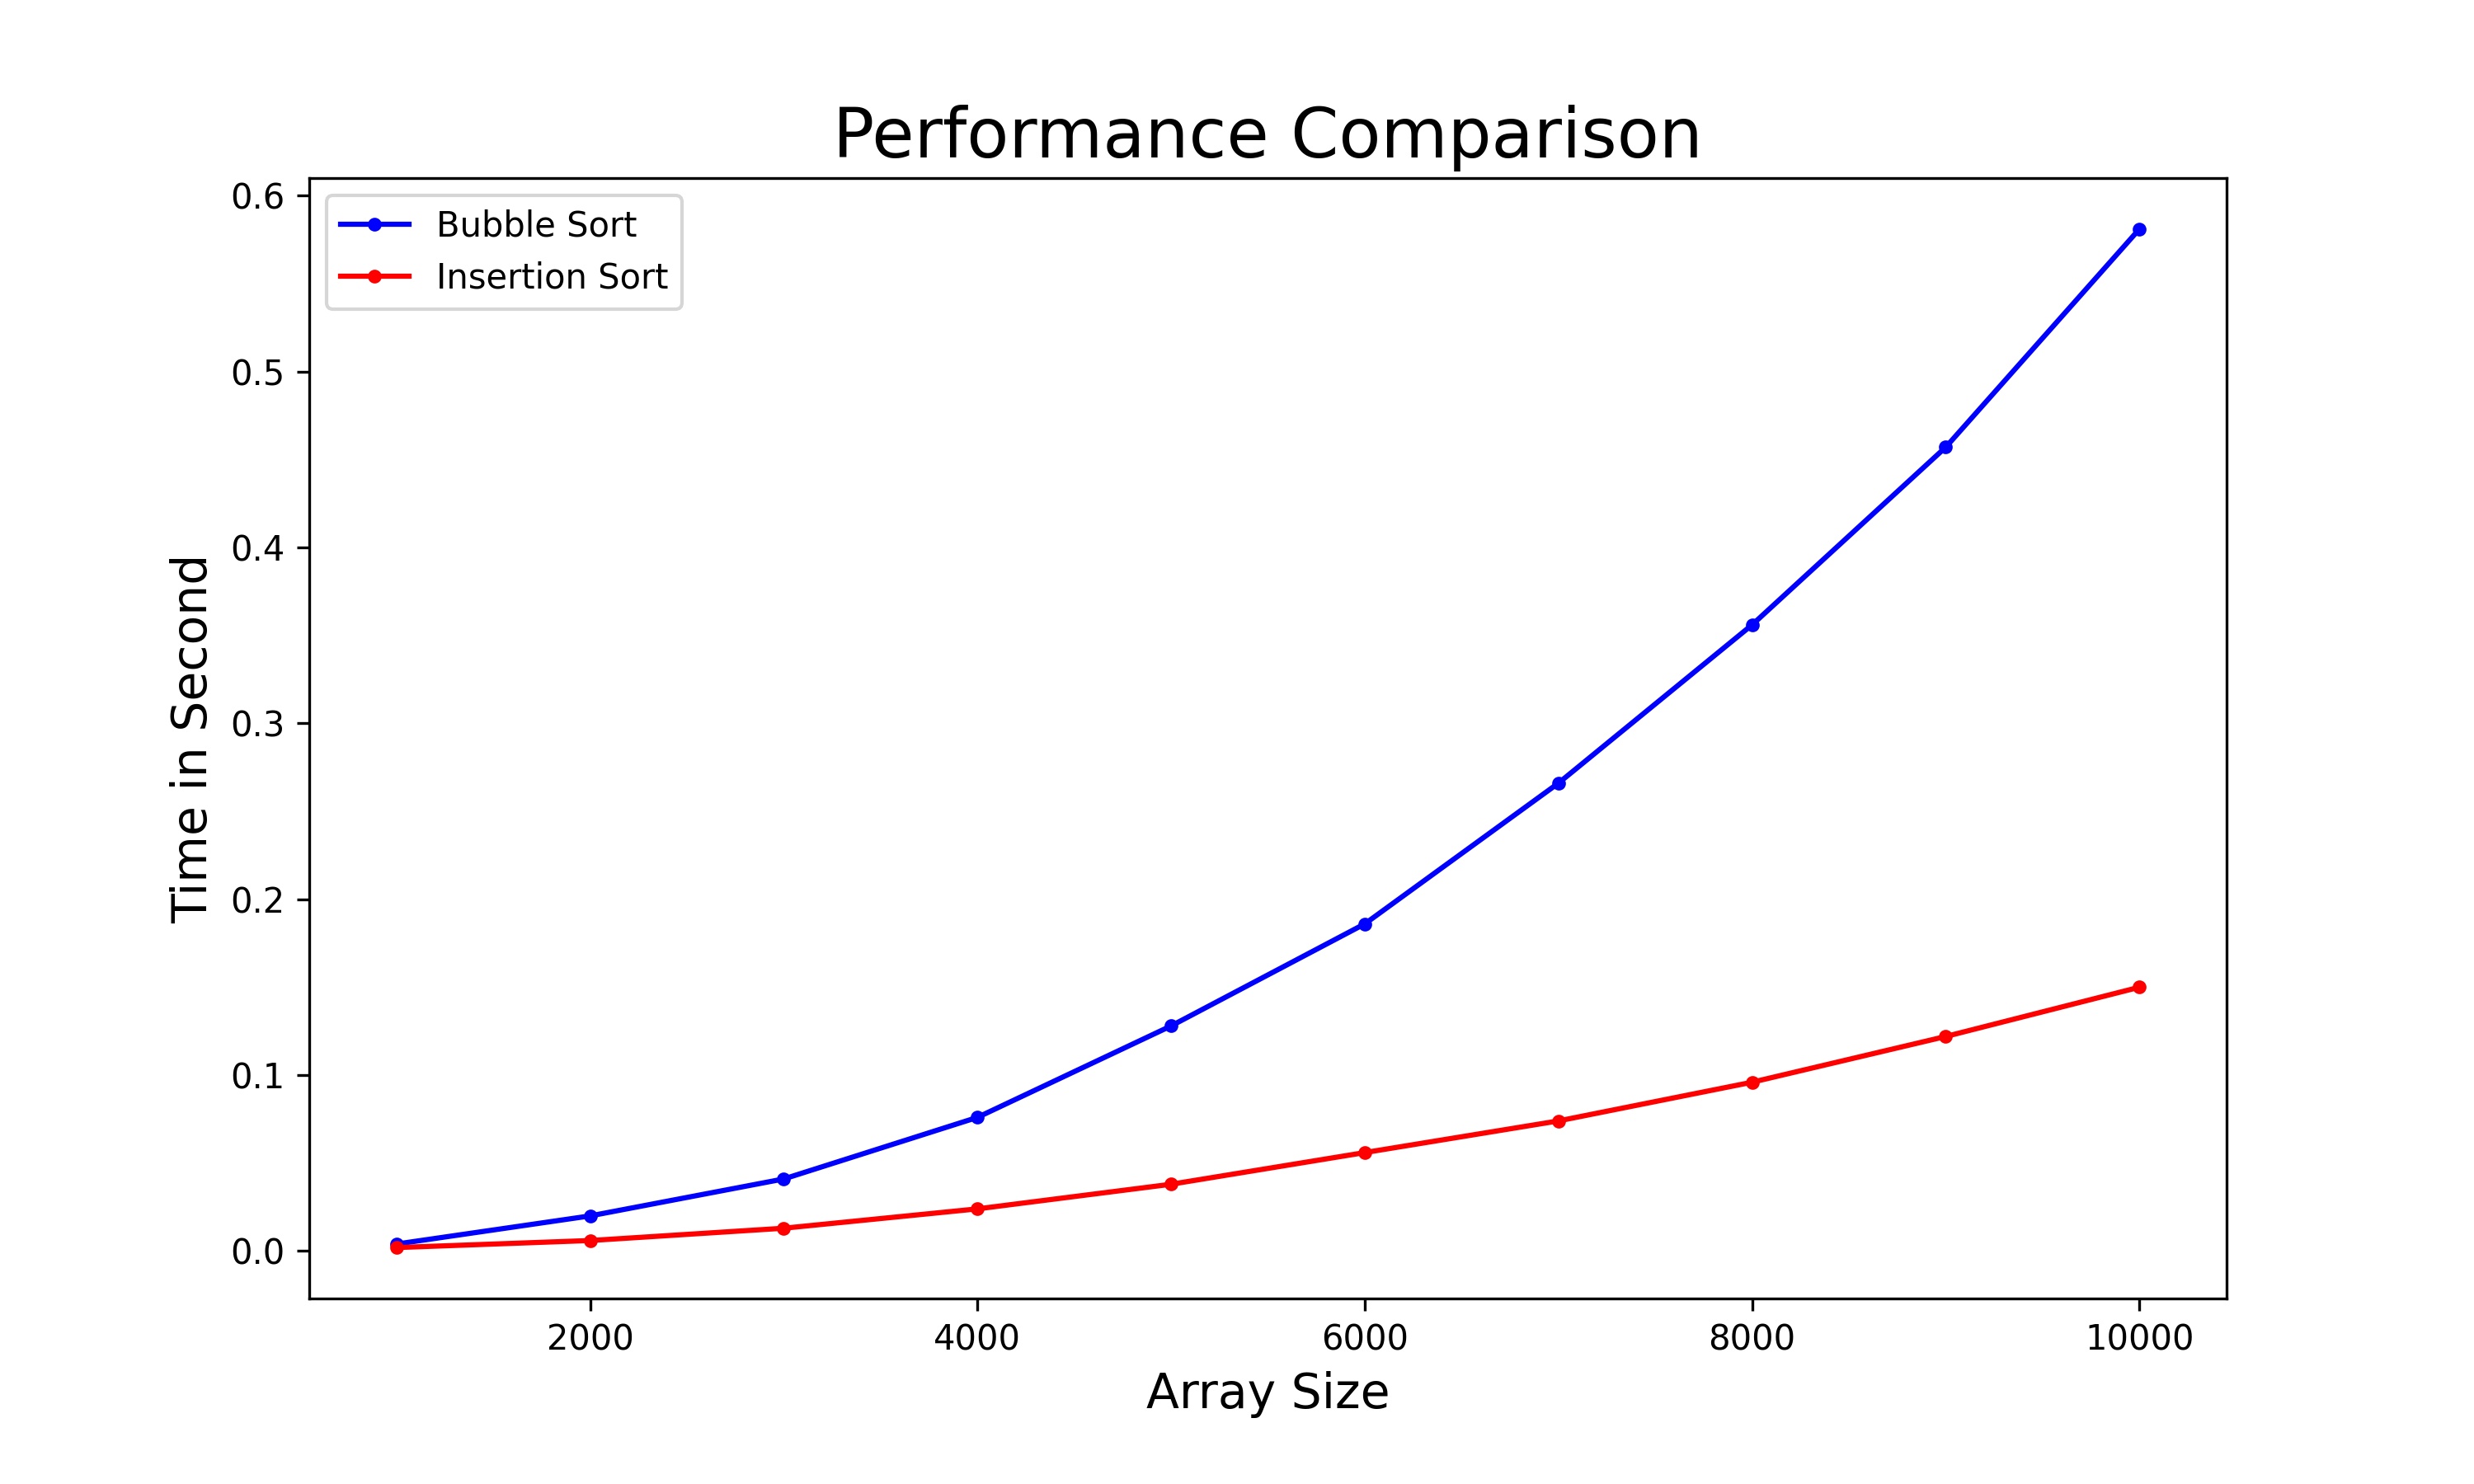 Performance Comparison
Bubble Sort
Insertion Sort
Time in Second
0.6
0.5
0.4
0.3
0.2
0.1
0.0
2000 4000 6000 8000 10000
Array Size